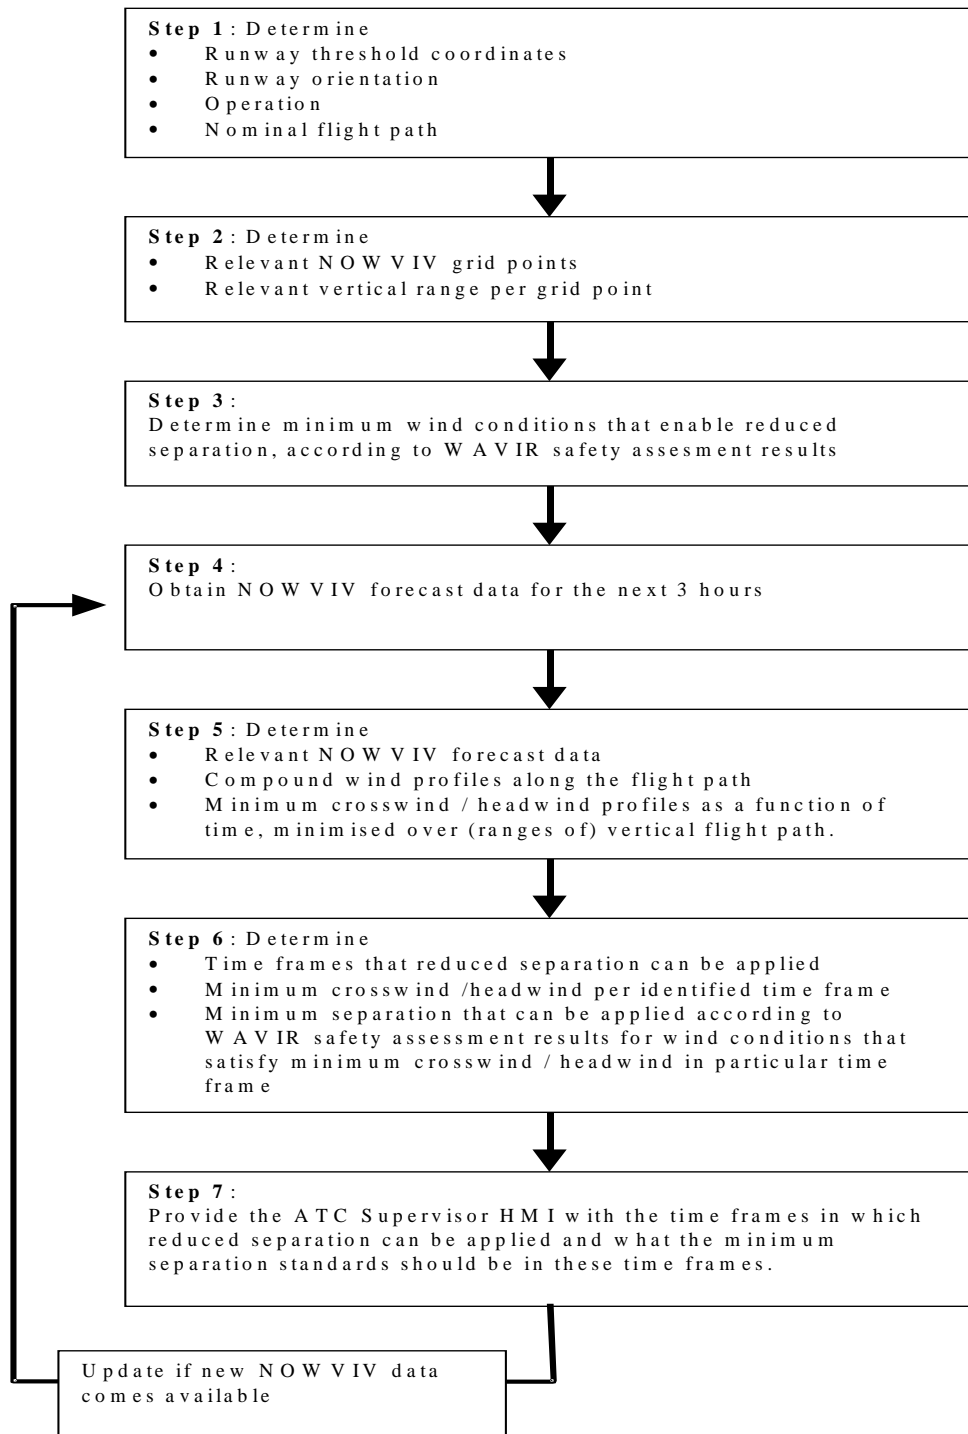 Step 1: Determine
• Runway threshold coordinates
• Runway orientation
• Operation
• Nominal flight path
Step 2: Determine
• Relevant NOWVIV grid points
• Relevant vertical range per grid point
Step 3:
Determine minimum wind conditions that enable reduced
separation, according to WAVIR safety assesment results
Step 4:
Obtain NOWVIV forecast data for the next 3 hours
Step 5: Determine
• Relevant NOWVIV forecast data
• Compound wind profiles along the flight path
• Minimum crosswind / headwind profiles as a function of
time, minimised over (ranges of) vertical flight path.
Step 6: Determine
• Time frames that reduced separation can be applied
• Minimum crosswind /headwind per identified time frame
• Minimum separation that can be applied according to
WAVIR safety assessment results for wind conditions that
satisfy minimum crosswind / headwind in particular time
frame
Step 7:
Provide the ATC Supervisor HMI with the time frames in which
reduced separation can be applied and what the minimum
separation standards should be in these time frames.
Update if new NOWVIV data
comes available